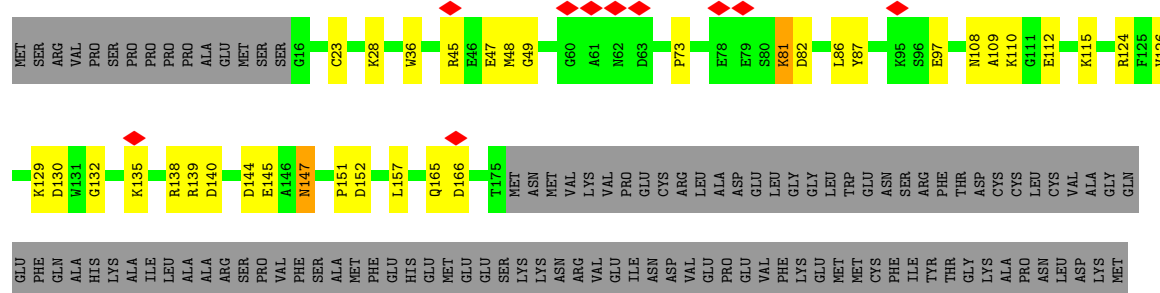 MET SER ARG VAL PRO SER PRO PRO PRO PRO ALA GLU MET SER SER G16 C23 K28 W36 R45 E46 E47 M48 G49 G60 A61 N62 D63 P73 E78 E79 S80 K81 D82 L86 Y87 K95 S96 E97 N108 A109 K110 G111 E112 K115 R124 F125
K129 D130 W131 G132 K135 R138 R139 D140 D144 E145 A146 N147 P151 D152 L157 Q165 D166 T175 MET ASN MET VAL LYS VAL PRO GLU CYS ARG LEU ALA ASP GLU LEU GLY GLY LEU TRP GLU ASN SER ARG PHE THR ASP CYS CYS LEU CYS VAL ALA GLY GLN
GLU PHE GLN ALA HIS LYS ALA ILE LEU ALA ALA ARG SER PRO VAL PHE SER ALA MET PHE GLU HIS GLU MET GLU GLU SER LYS LYS ASN ARG VAL GLU ILE ASN ASP VAL GLU PRO GLU VAL PHE LYS GLU MET MET CYS PHE ILE TYR THR GLY LYS ALA PRO ASN LEU ASP LYS MET